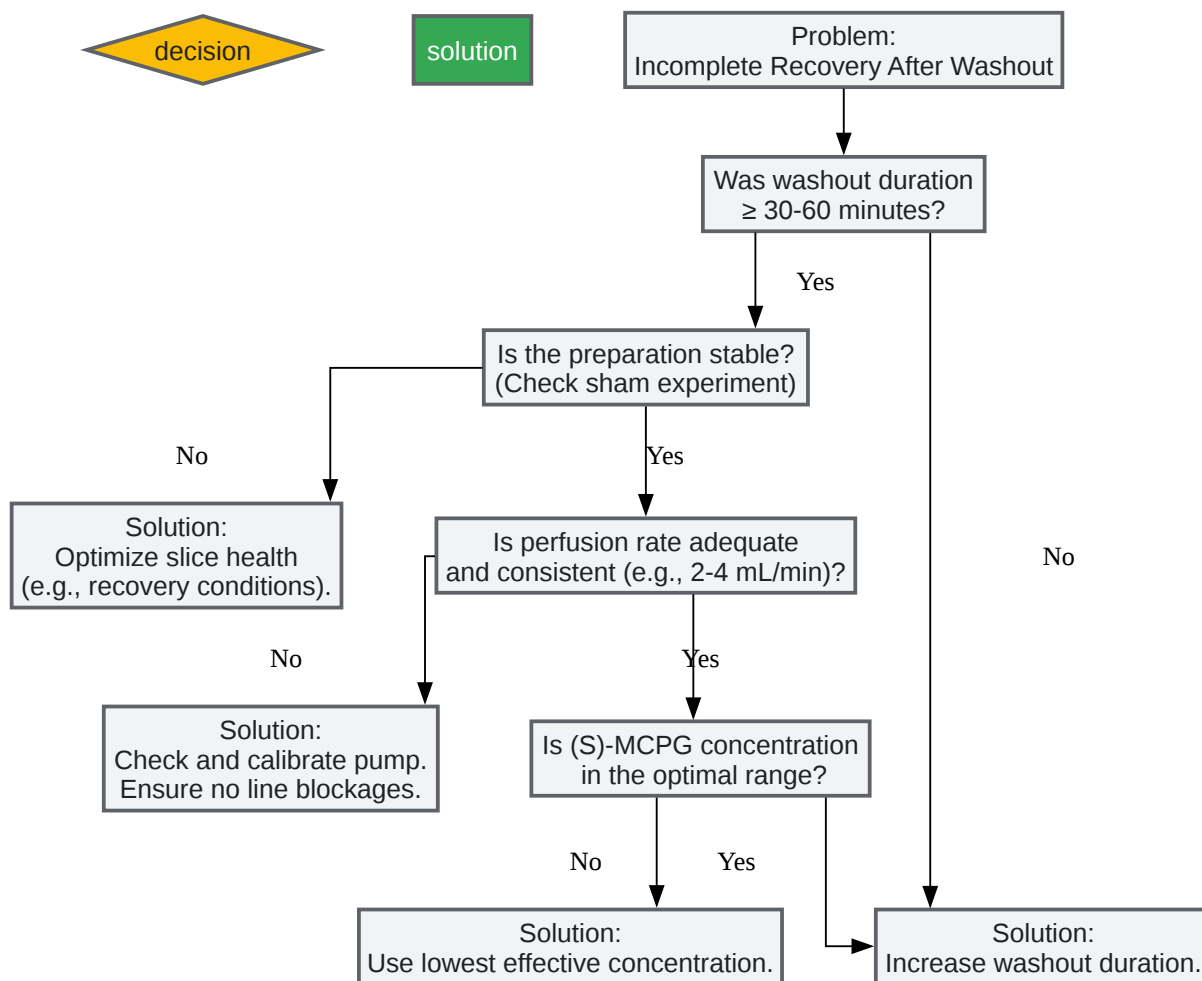 decision
solution
Problem:
Incomplete Recovery After Washout
Was washout duration
≥ 30-60 minutes?
Yes
Is the preparation stable?
(Check sham experiment)
No
Yes
Solution:
Optimize slice health
(e.g., recovery conditions).
Is perfusion rate adequate
and consistent (e.g., 2-4 mL/min)?
No
No
Yes
Solution:
Check and calibrate pump.
Ensure no line blockages.
Is (S)-MCPG concentration
in the optimal range?
No
Yes
Solution:
Use lowest effective concentration.
Solution:
Increase washout duration.